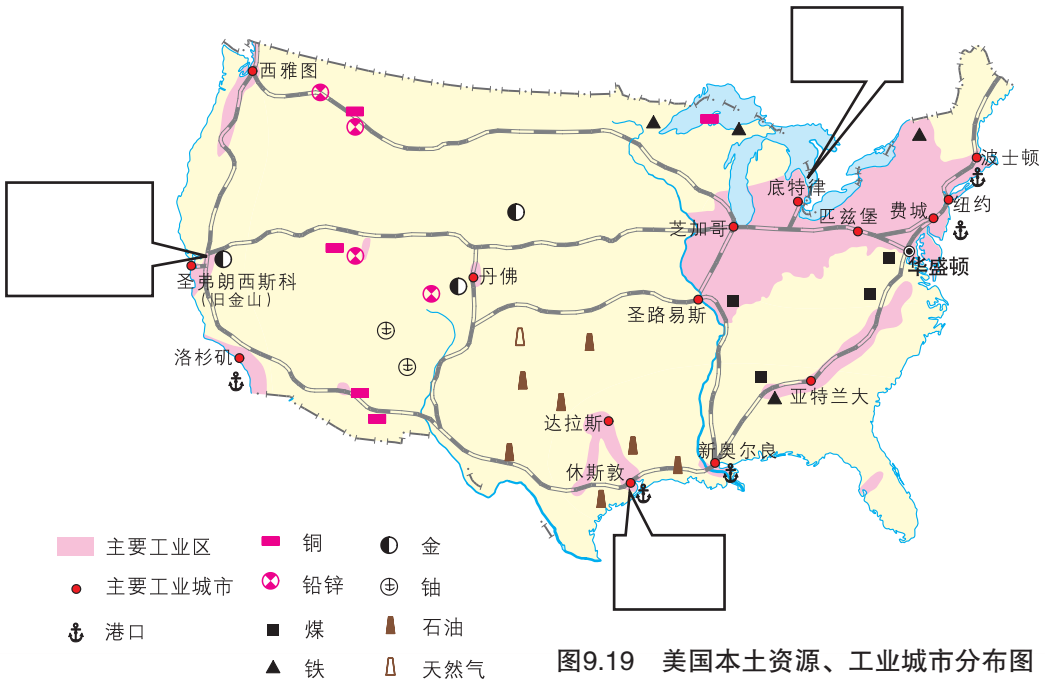 西雅图
波士顿
底特律
纽约
费城
匹兹堡
芝加哥
华盛顿
圣弗朗西斯科
(旧金山)
丹佛
圣路易斯
洛杉矶
亚特兰大
达拉斯
新奥尔良
休斯敦
主要工业区
铜
金
主要工业城市
铅锌
铀
港口
煤
石油
铁
天然气
图9.19 美国本土资源、工业城市分布图